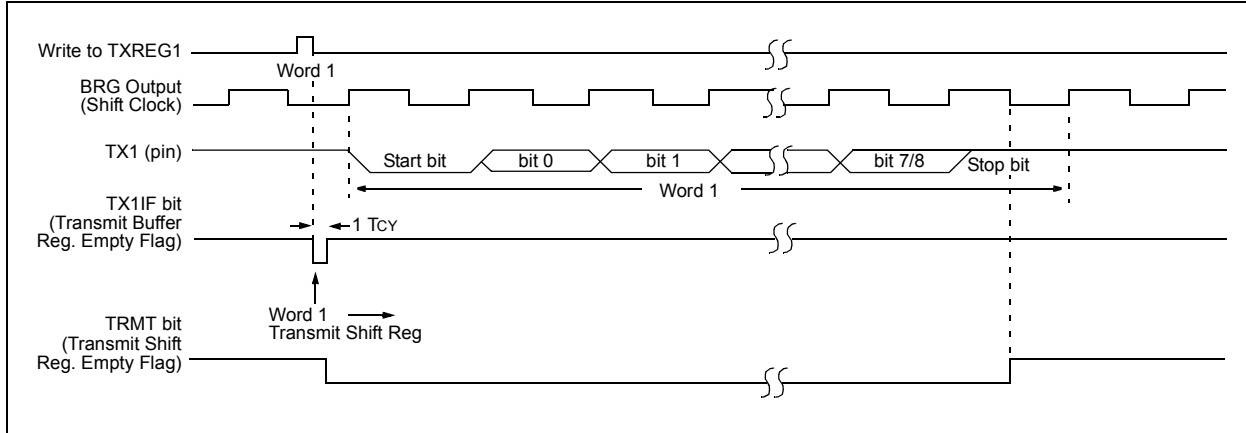 Write to TXREG1
Word 1
BRG Output
(Shift Clock)
TX1 (pin)
Start bit
bit 0
bit 1
bit 7/8
Stop bit
Word 1
TX1IF bit
(Transmit Buffer
Reg. Empty Flag)
1 TCY
Word 1
Transmit Shift Reg
TRMT bit
(Transmit Shift
Reg. Empty Flag)